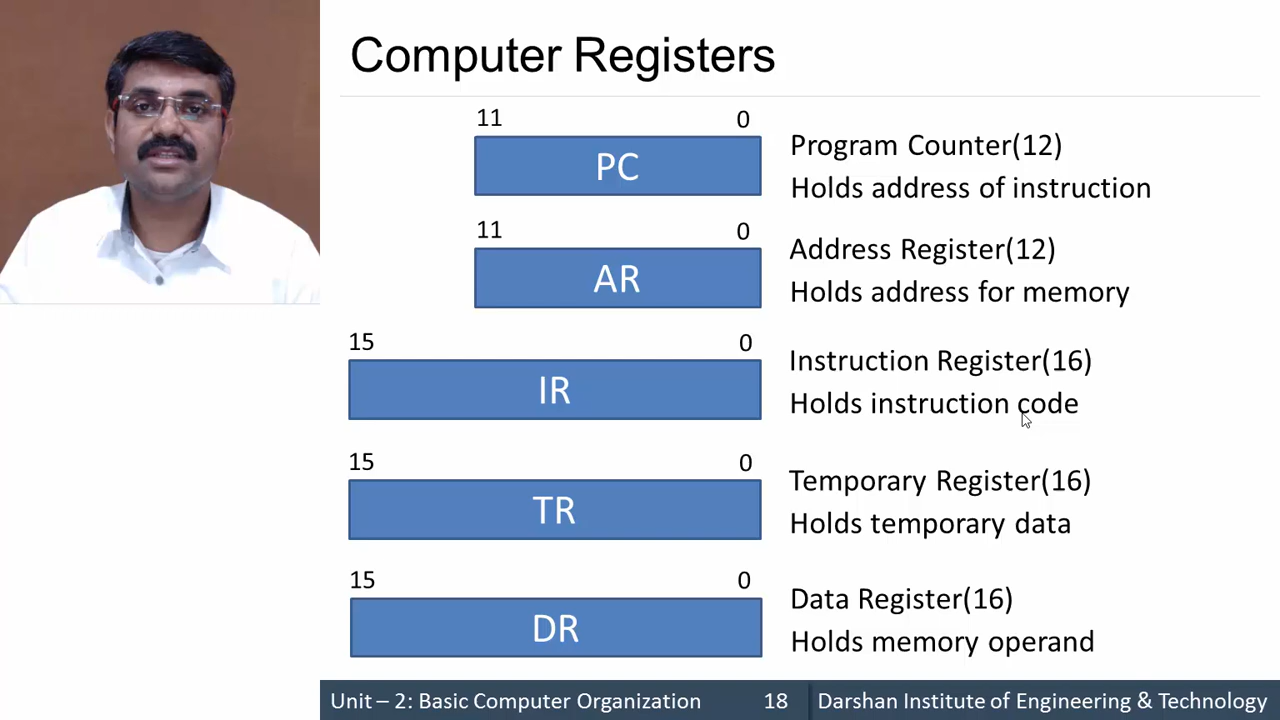 Computer Registers
11 0
PC
Program Counter(12)
Holds address of instruction
11 0
AR
Address Register(12)
Holds address for memory
15 0
IR
Instruction Register(16)
Holds instruction code
15 0
TR
Temporary Register(16)
Holds temporary data
15 0
DR
Data Register(16)
Holds memory operand
Unit – 2: Basic Computer Organization 18 Darshan Institute of Engineering & Technology